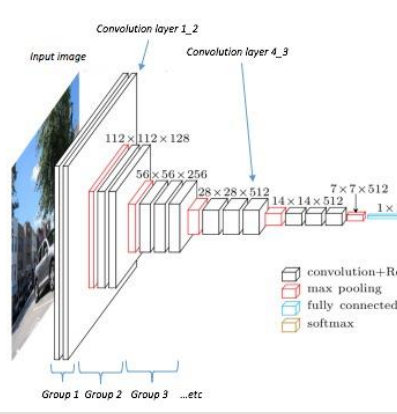 Convolution layer 1_2
Convolution layer 4_3
Input image
112×112×128
56×56×256
28×28×512
14×14×512
7×7×512
1×
convolution+Re
max pooling
fully connected
softmax
Group 1 Group 2 Group 3 ...etc